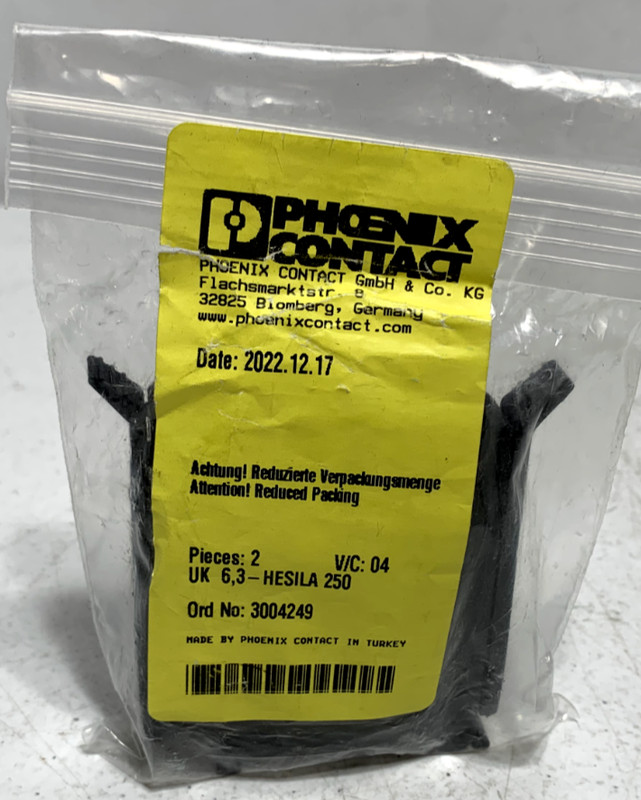 PHOENIX
CONTACT
PHOENIX CONTACT GmbH & Co. KG
Flachsmarktstr. 8
32825 Blomberg, Germany
www.phoenixcontact.com
Date: 2022.12.17
Achtung! Reduzierte Verpackungsmenge
Attention! Reduced Packing
Pieces: 2 V/C: 04
UK 6,3-HESILA 250
Ord No: 3004249
MADE BY PHOENIX CONTACT IN TURKEY